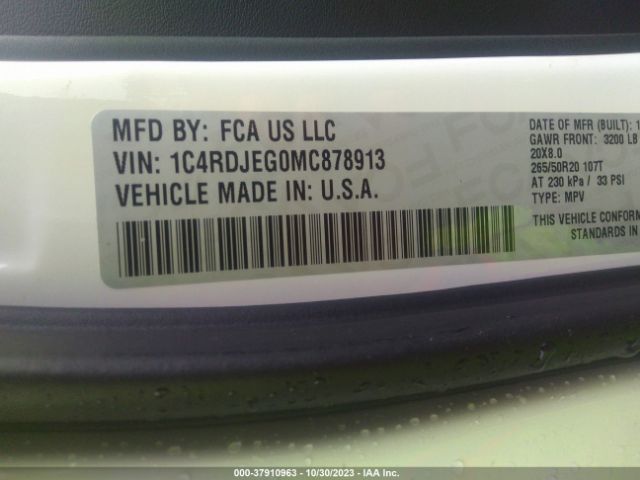 MFD BY: FCA US LLC
VIN: 1C4RDJEG0MC878913
VEHICLE MADE IN: U.S.A.
DATE OF MFR (BUILT): 1
GAWR FRONT: 3200 LB
20X8.0
265/50R20 107T
AT 230 kPa / 33 PSI
TYPE: MPV
THIS VEHICLE CONFORM
STANDARDS IN
000-37910963 - 10/30/2023 - IAA Inc.